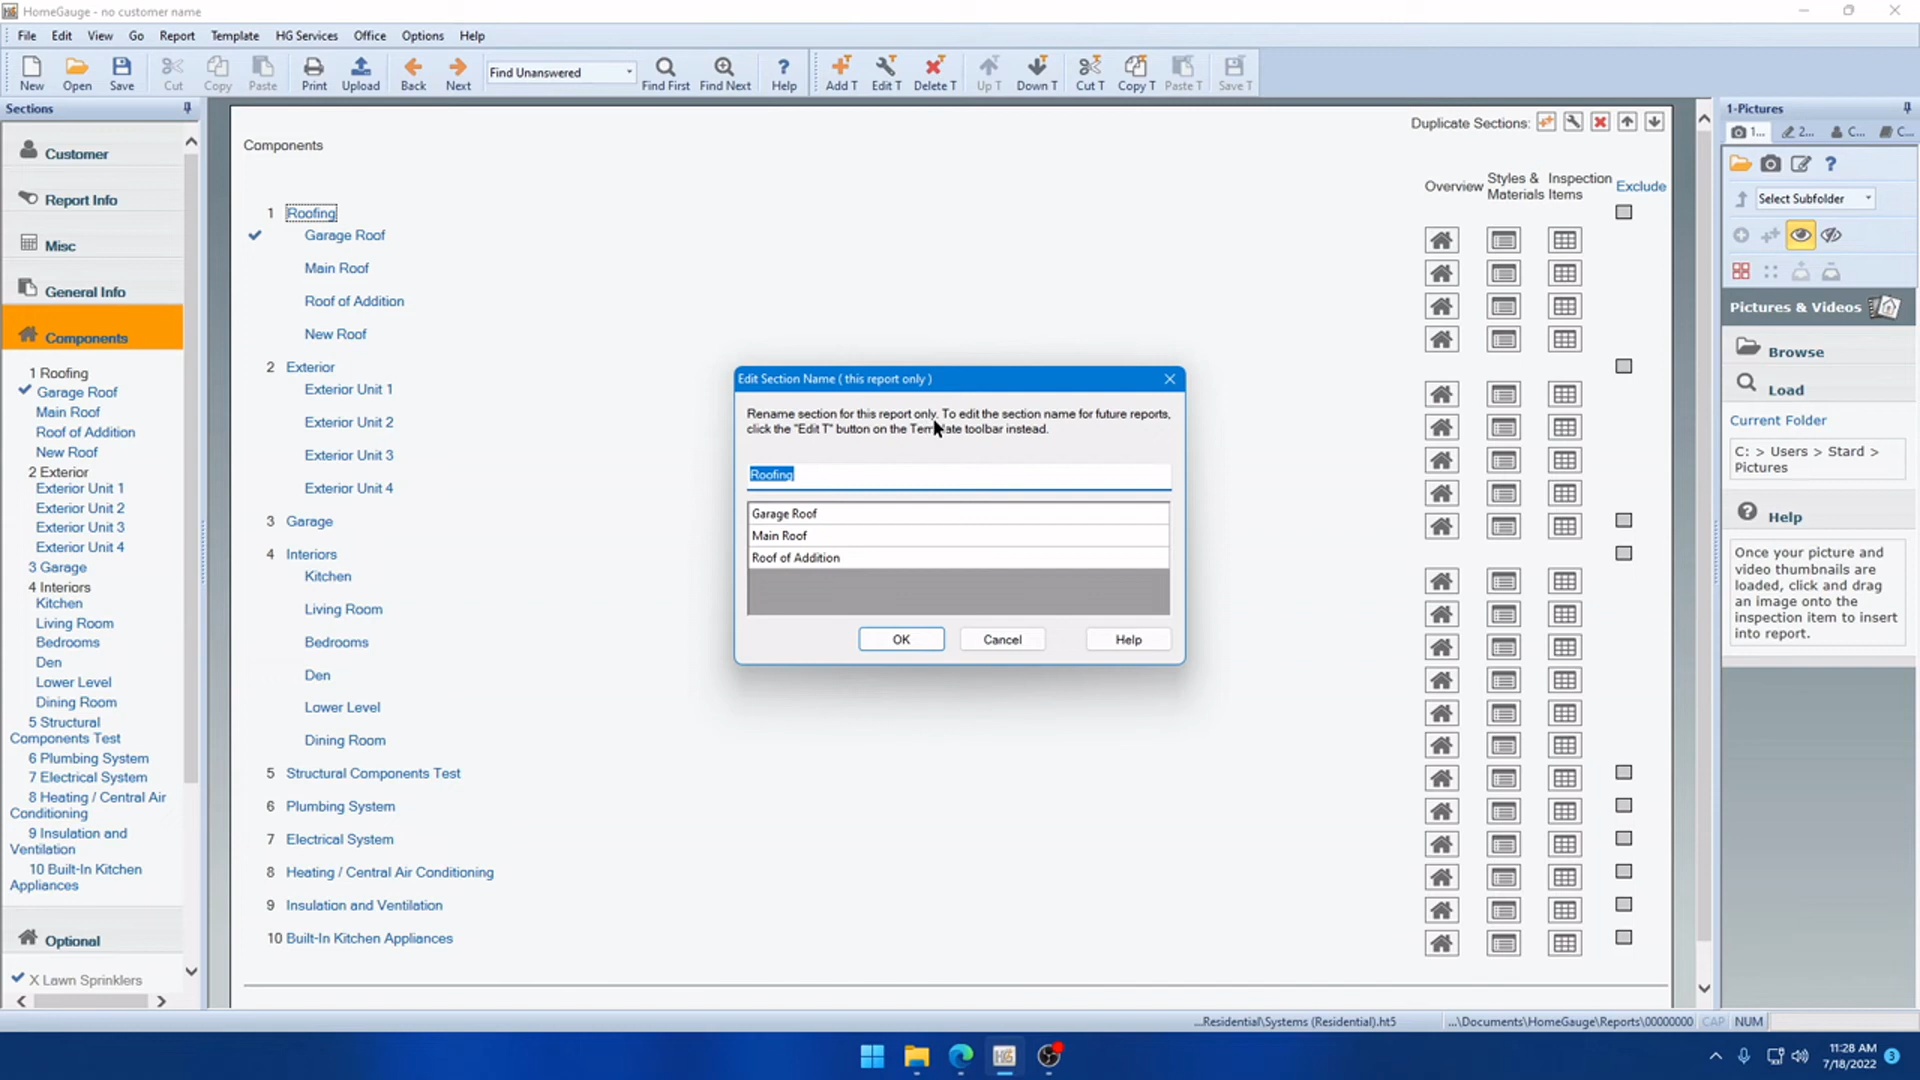 HomeGauge - no customer name
File Edit View Go Report Template HG Services Office Options Help
New Open Save Cut Copy Paste Print Upload Back Next Find Unanswered Find First Find Next Help Add T Edit T Delete T Up T Down T Cut T Copy T Paste T Save T
Sections
Customer
Report Info
Misc
General Info
Components
1 Roofing
Garage Roof
Main Roof
Roof of Addition
New Roof
2 Exterior
Exterior Unit 1
Exterior Unit 2
Exterior Unit 3
Exterior Unit 4
3 Garage
4 Interiors
Kitchen
Living Room
Bedrooms
Den
Lower Level
Dining Room
5 Structural
Components Test
6 Plumbing System
7 Electrical System
8 Heating / Central Air
Conditioning
9 Insulation and
Ventilation
10 Built-In Kitchen
Appliances
Optional
X Lawn Sprinklers
Duplicate Sections:
Components
Overview Styles & Materials Inspection Items Exclude
1 Roofing
Garage Roof
Main Roof
Roof of Addition
New Roof
2 Exterior
Exterior Unit 1
Exterior Unit 2
Exterior Unit 3
Exterior Unit 4
3 Garage
4 Interiors
Kitchen
Living Room
Bedrooms
Den
Lower Level
Dining Room
5 Structural Components Test
6 Plumbing System
7 Electrical System
8 Heating / Central Air Conditioning
9 Insulation and Ventilation
10 Built-In Kitchen Appliances
Edit Section Name ( this report only )
Rename section for this report only. To edit the section name for future reports,
click the "Edit T" button on the Template toolbar instead.
Roofing
Garage Roof
Main Roof
Roof of Addition
OK Cancel Help
1-Pictures
1... 2... C... C...
Select Subfolder
Pictures & Videos
Browse
Load
Current Folder
C: > Users > Stard >
Pictures
Help
Once your picture and
video thumbnails are
loaded, click and drag
an image onto the
inspection item to insert
into report.
...Residential\Systems (Residential).ht5 ...\Documents\HomeGauge\Reports\00000000 CAP NUM
11:28 AM
7/18/2022
3